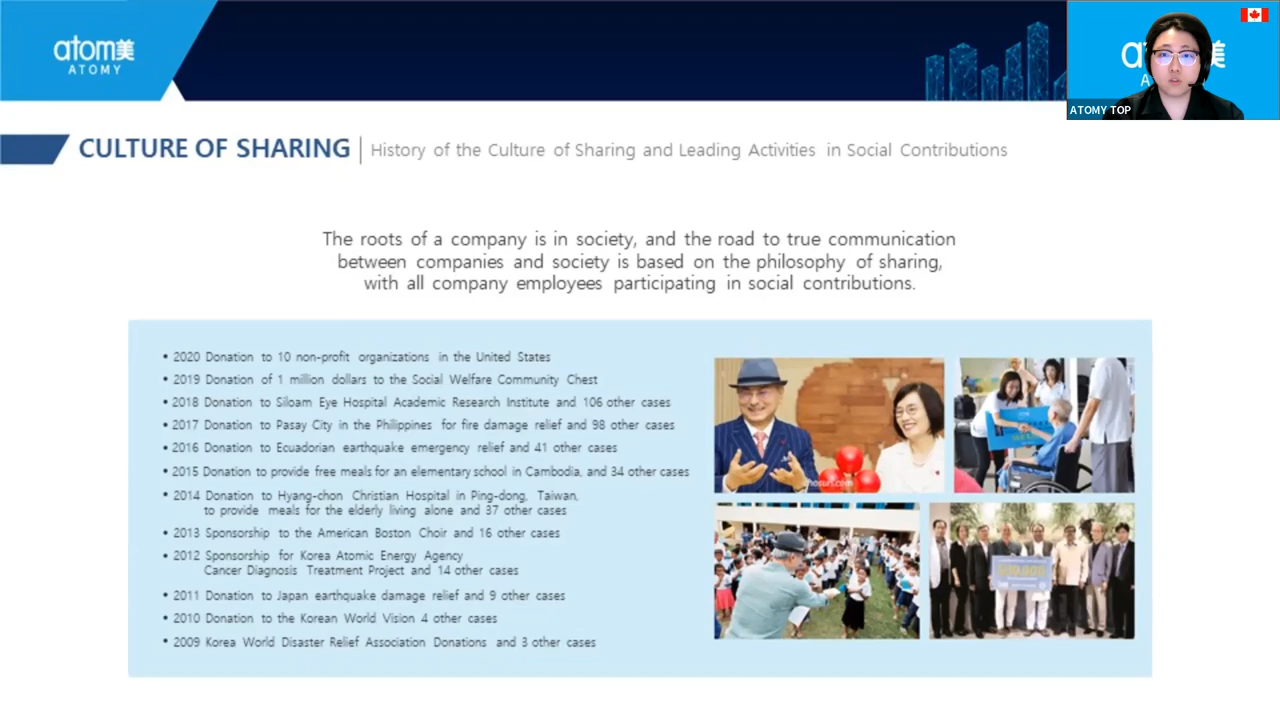 atom美
ATOMY
ATOMY TOP
CULTURE OF SHARING
History of the Culture of Sharing and Leading Activities in Social Contributions
The roots of a company is in society, and the road to true communication
between companies and society is based on the philosophy of sharing,
with all company employees participating in social contributions.
• 2020 Donation to 10 non-profit organizations in the United States
• 2019 Donation of 1 million dollars to the Social Welfare Community Chest
• 2018 Donation to Siloam Eye Hospital Academic Research Institute and 106 other cases
• 2017 Donation to Pasay City in the Philippines for fire damage relief and 98 other cases
• 2016 Donation to Ecuadorian earthquake emergency relief and 41 other cases
• 2015 Donation to provide free meals for an elementary school in Cambodia, and 34 other cases
• 2014 Donation to Hyang-chon Christian Hospital in Ping-dong, Taiwan,
to provide meals for the elderly living alone and 37 other cases
• 2013 Sponsorship to the American Boston Choir and 16 other cases
• 2012 Sponsorship for Korea Atomic Energy Agency
Cancer Diagnosis Treatment Project and 14 other cases
• 2011 Donation to Japan earthquake damage relief and 9 other cases
• 2010 Donation to the Korean World Vision 4 other cases
• 2009 Korea World Disaster Relief Association Donations and 3 other cases
chosun.com